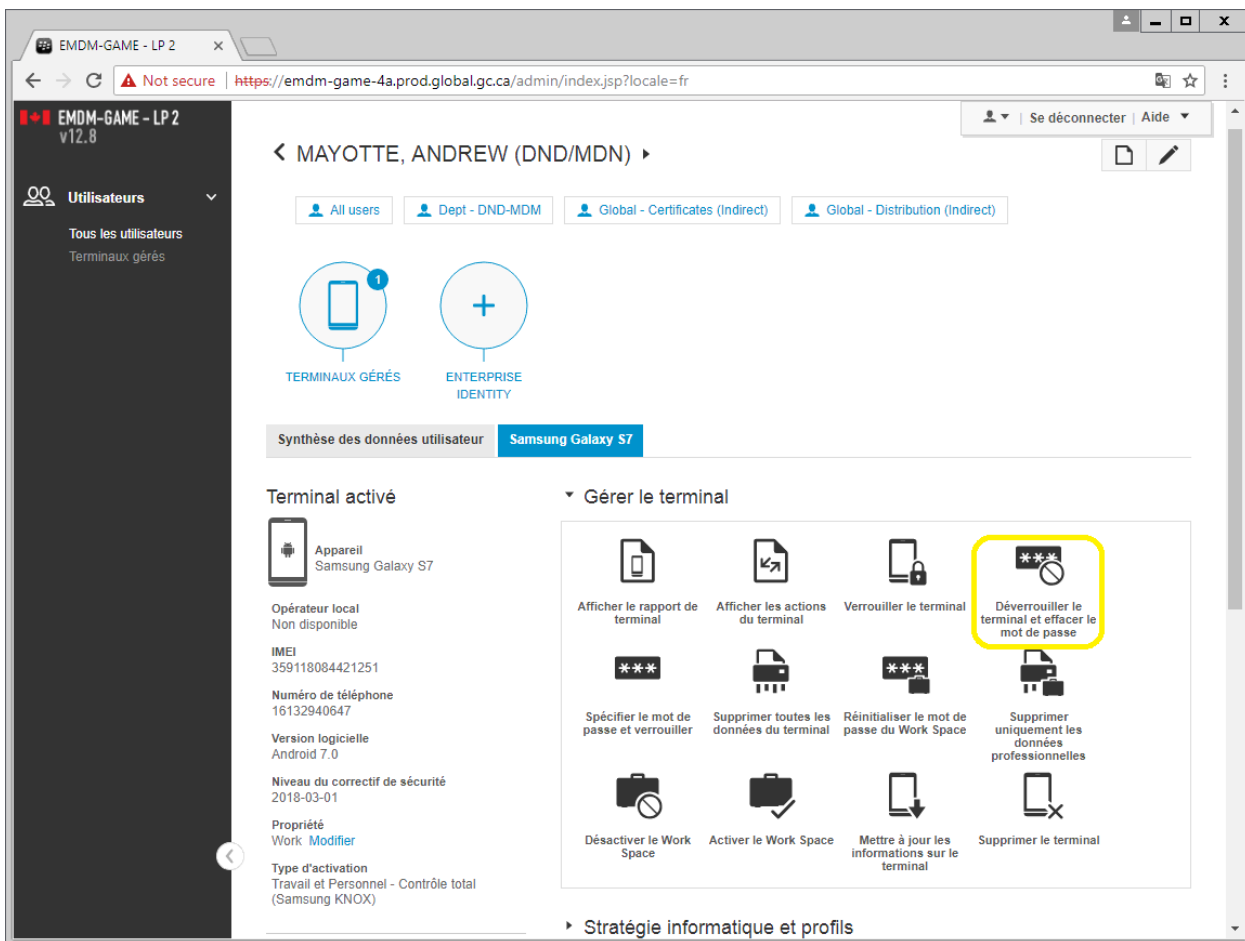 EMDM-GAME - LP 2
Not secure | https://emdm-game-4a.prod.global.gc.ca/admin/index.jsp?locale=fr
EMDM-GAME – LP 2
v12.8
Se déconnecter | Aide
MAYOTTE, ANDREW (DND/MDN)
Utilisateurs
Tous les utilisateurs
Terminaux gérés
All users
Dept - DND-MDM
Global - Certificates (Indirect)
Global - Distribution (Indirect)
1
TERMINAUX GÉRÉS
ENTERPRISE
IDENTITY
Synthèse des données utilisateur
Samsung Galaxy S7
Terminal activé
Appareil
Samsung Galaxy S7
Opérateur local
Non disponible
IMEI
359118084421251
Numéro de téléphone
16132940647
Version logicielle
Android 7.0
Niveau du correctif de sécurité
2018-03-01
Propriété
Work Modifier
Type d'activation
Travail et Personnel - Contrôle total
(Samsung KNOX)
Gérer le terminal
Afficher le rapport de
terminal
Afficher les actions
du terminal
Verrouiller le terminal
Déverrouiller le
terminal et effacer le
mot de passe
Spécifier le mot de
passe et verrouiller
Supprimer toutes les
données du terminal
Réinitialiser le mot de
passe du Work Space
Supprimer
uniquement les
données
professionnelles
Désactiver le Work
Space
Activer le Work Space
Mettre à jour les
informations sur le
terminal
Supprimer le terminal
Stratégie informatique et profils